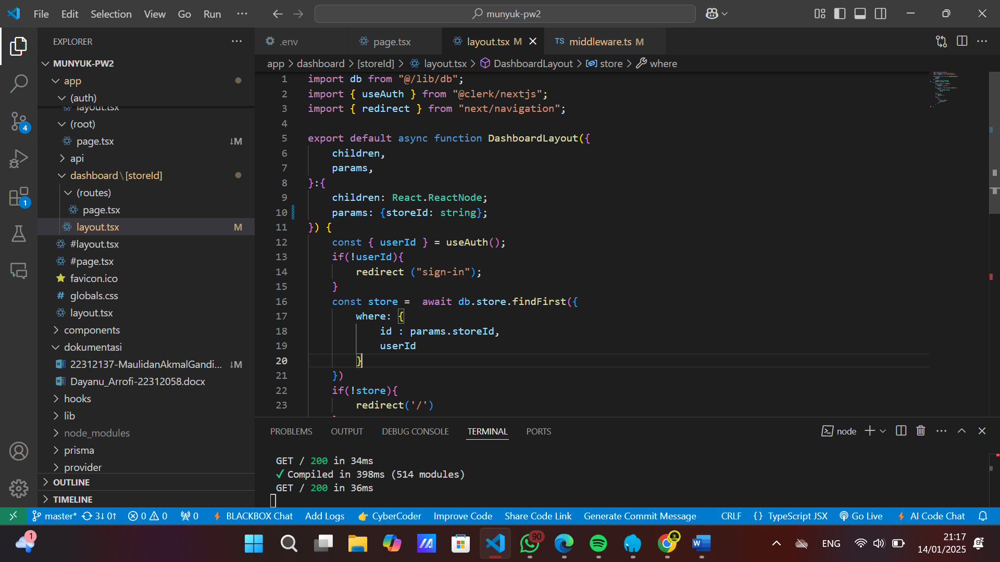 File Edit Selection View Go Run ··· munyuk-pw2
EXPLORER ···
.env page.tsx layout.tsx M TS middleware.ts M
MUNYUK-PW2
app
(auth)
layout.tsx
(root)
page.tsx ↓M
api
dashboard\[storeId]
(routes)
page.tsx
layout.tsx M
#layout.tsx
#page.tsx
favicon.ico
# globals.css
layout.tsx
components
dokumentasi
22312137-MaulidanAkmalGandi... ↓M
Dayanu_Arrofi-22312058.docx
hooks
lib
node_modules
prisma
provider
OUTLINE
TIMELINE
4
1
app > dashboard > [storeId] > layout.tsx > DashboardLayout > store > where
1 import db from "@/lib/db";
2 import { useAuth } from "@clerk/nextjs";
3 import { redirect } from "next/navigation";
4
5 export default async function DashboardLayout({
6 children,
7 params,
8 }:{
9 children: React.ReactNode;
10 params: {storeId: string};
11 }) {
12 const { userId } = useAuth();
13 if(!userId){
14 redirect ("sign-in");
15 }
16 const store =  await db.store.findFirst({
17 where: {
18 id : params.storeId,
19 userId
20 }
21 })
22 if(!store){
23 redirect('/')
PROBLEMS OUTPUT DEBUG CONSOLE TERMINAL PORTS node
GET / 200 in 34ms
✓ Compiled in 398ms (514 modules)
GET / 200 in 36ms
master* 3↓ 0↑ 0 0 0 BLACKBOX Chat Add Logs 👉 CyberCoder Improve Code Share Code Link Generate Commit Message CRLF {} TypeScript JSX Go Live AI Code Chat
1
90
W
ENG
21:17
14/01/2025